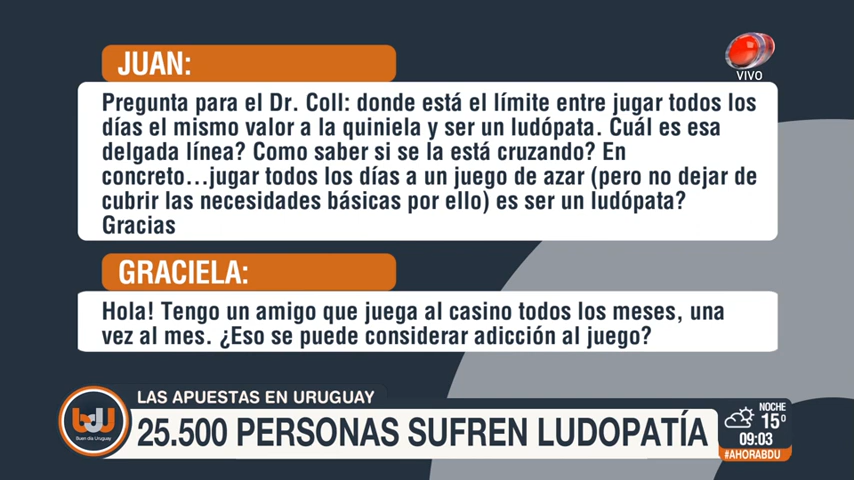 JUAN:
VIVO
Pregunta para el Dr. Coll: donde está el límite entre jugar todos los
días el mismo valor a la quiniela y ser un ludópata. Cuál es esa
delgada línea? Como saber si se la está cruzando? En
concreto...jugar todos los días a un juego de azar (pero no dejar de
cubrir las necesidades básicas por ello) es ser un ludópata?
Gracias
GRACIELA:
Hola! Tengo un amigo que juega al casino todos los meses, una
vez al mes. ¿Eso se puede considerar adicción al juego?
LAS APUESTAS EN URUGUAY
25.500 PERSONAS SUFREN LUDOPATÍA
bdU
Buen día Uruguay
NOCHE
15°
09:03
#AHORABDU